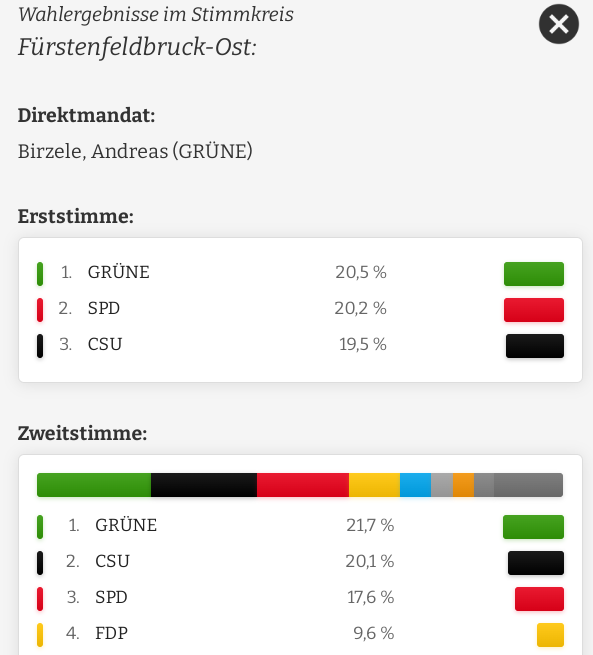 Wahlergebnisse im Stimmkreis
Fürstenfeldbruck-Ost:
Direktmandat:
Birzele, Andreas (GRÜNE)
Erststimme:
1. GRÜNE 20,5 %
2. SPD 20,2 %
3. CSU 19,5 %
Zweitstimme:
1. GRÜNE 21,7 %
2. CSU 20,1 %
3. SPD 17,6 %
4. FDP 9,6 %